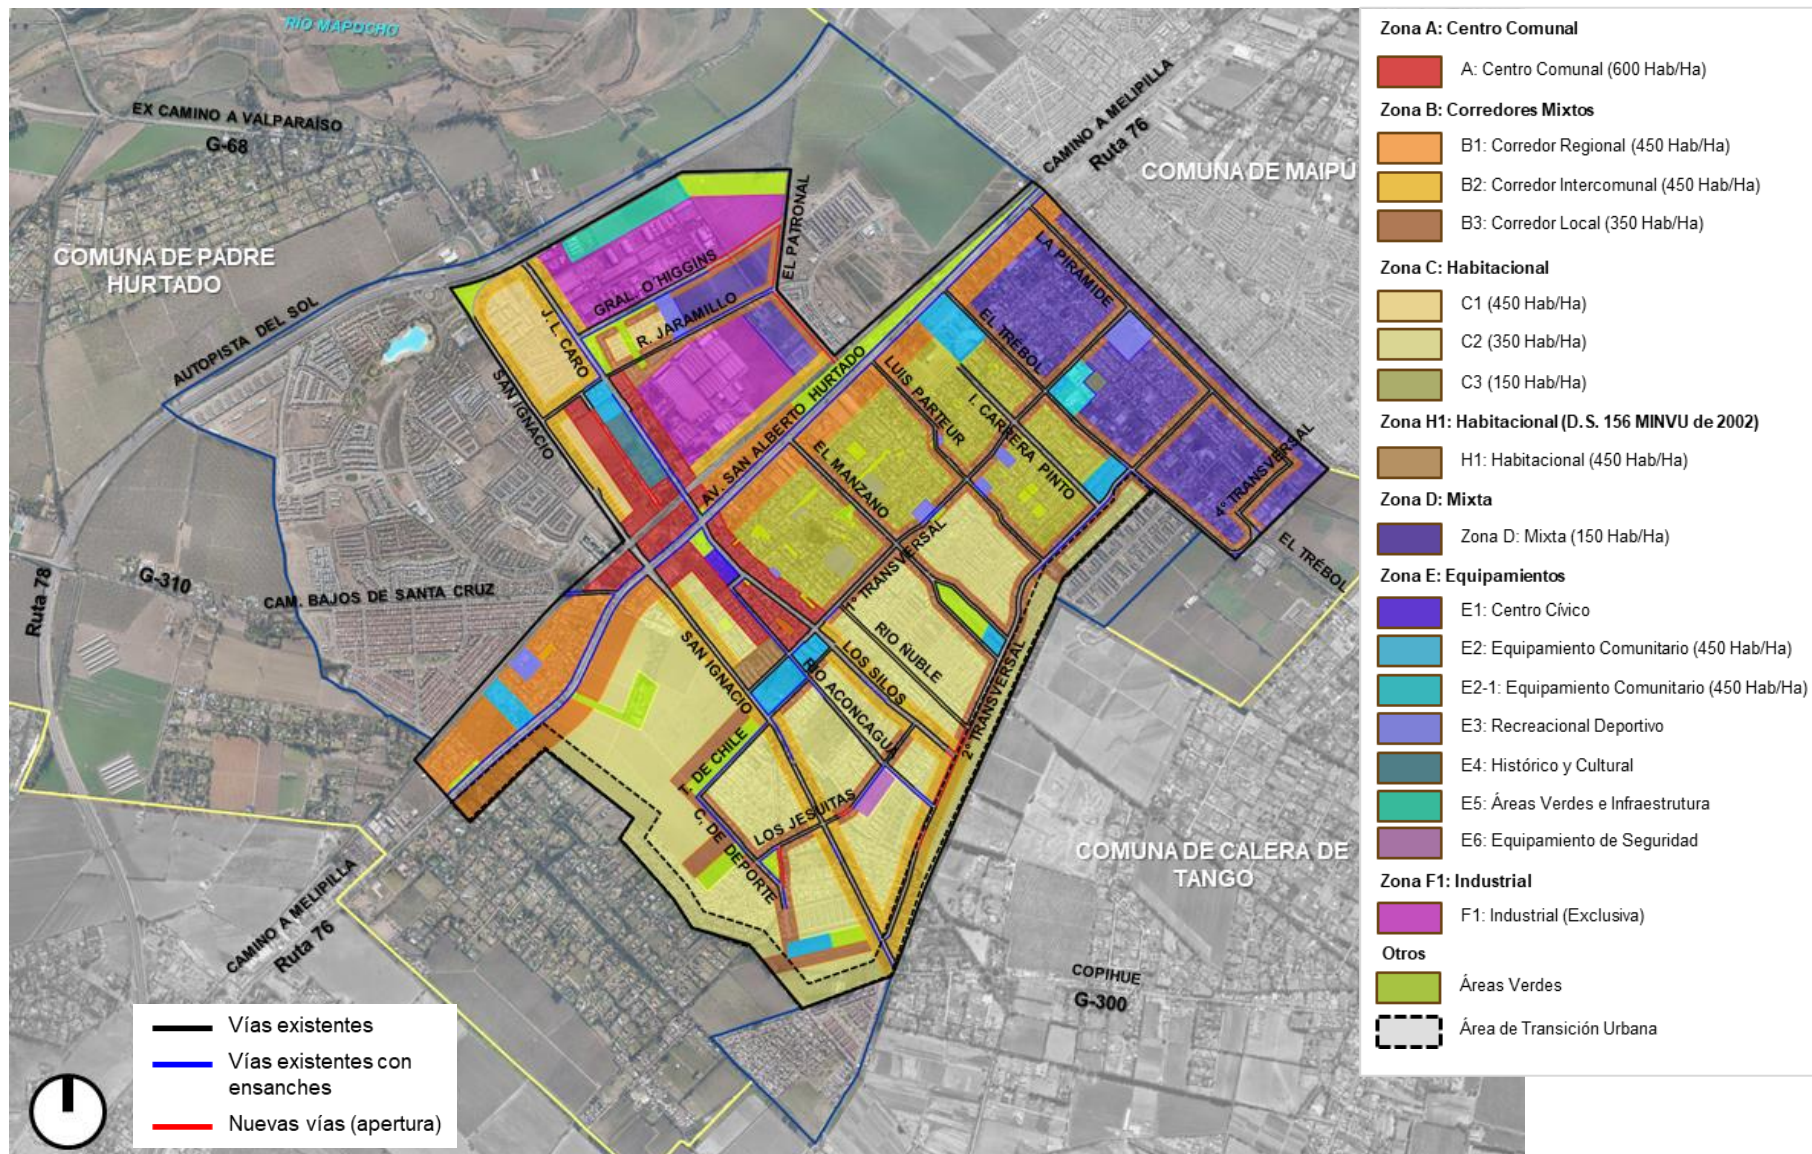 RÍO MAPOCHO
EX CAMINO A VALPARAÍSO
G-68
CAMINO A MELIPILLA
Ruta 76
COMUNA DE MAIPÚ
COMUNA DE PADRE
HURTADO
AUTOPISTA DEL SOL
EL PATRONAL
GRAL. O´HIGGINS
R. JARAMILLO
J. L. CARO
SAN IGNACIO
LA PIRAMIDE
EL TRÉBOL
AV. SAN ALBERTO HURTADO
LUIS PARTEUR
I. CARRERA PINTO
EL MANZANO
4° TRANSVERSAL
EL TRÉBOL
1° TRANSVERSAL
Ruta 78
G-310
CAM. BAJOS DE SANTA CRUZ
SAN IGNACIO
RIO ÑUBLE
LOS SILOS
RIO ACONCAGUA
2° TRANSVERSAL
T. DE CHILE
LOS JESUITAS
C. DE DEPORTE
COMUNA DE CALERA DE
TANGO
CAMINO A MELIPILLA
Ruta 76
COPIHUE
G-300
Vías existentes
Vías existentes con
ensanches
Nuevas vías (apertura)
Zona A: Centro Comunal
A: Centro Comunal (600 Hab/Ha)
Zona B: Corredores Mixtos
B1: Corredor Regional (450 Hab/Ha)
B2: Corredor Intercomunal (450 Hab/Ha)
B3: Corredor Local (350 Hab/Ha)
Zona C: Habitacional
C1 (450 Hab/Ha)
C2 (350 Hab/Ha)
C3 (150 Hab/Ha)
Zona H1: Habitacional (D.S. 156 MINVU de 2002)
H1: Habitacional (450 Hab/Ha)
Zona D: Mixta
Zona D: Mixta (150 Hab/Ha)
Zona E: Equipamientos
E1: Centro Cívico
E2: Equipamiento Comunitario (450 Hab/Ha)
E2-1: Equipamiento Comunitario (450 Hab/Ha)
E3: Recreacional Deportivo
E4: Histórico y Cultural
E5: Áreas Verdes e Infraestrutura
E6: Equipamiento de Seguridad
Zona F1: Industrial
F1: Industrial (Exclusiva)
Otros
Áreas Verdes
Área de Transición Urbana